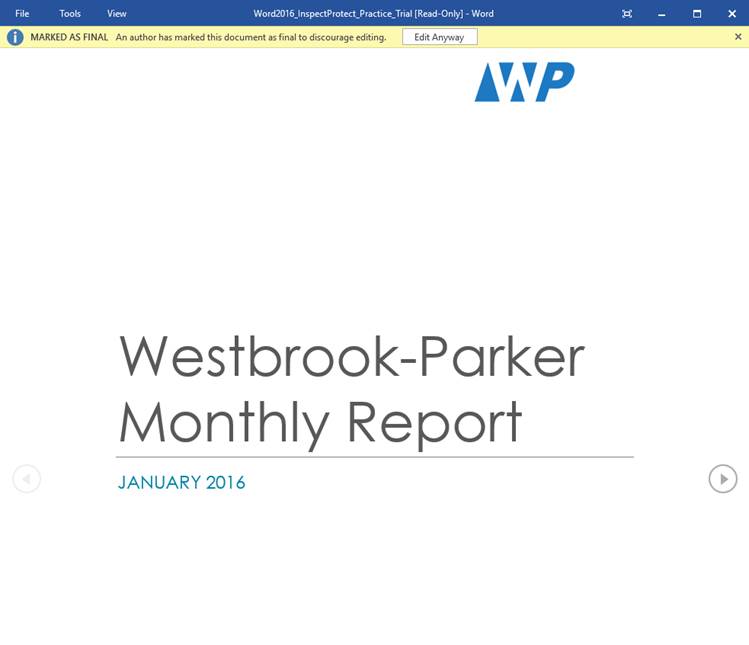 File Tools View Word2016_InspectProtect_Practice_Trial [Read-Only] - Word
MARKED AS FINAL An author has marked this document as final to discourage editing. Edit Anyway
WP
Westbrook-Parker
Monthly Report
JANUARY 2016